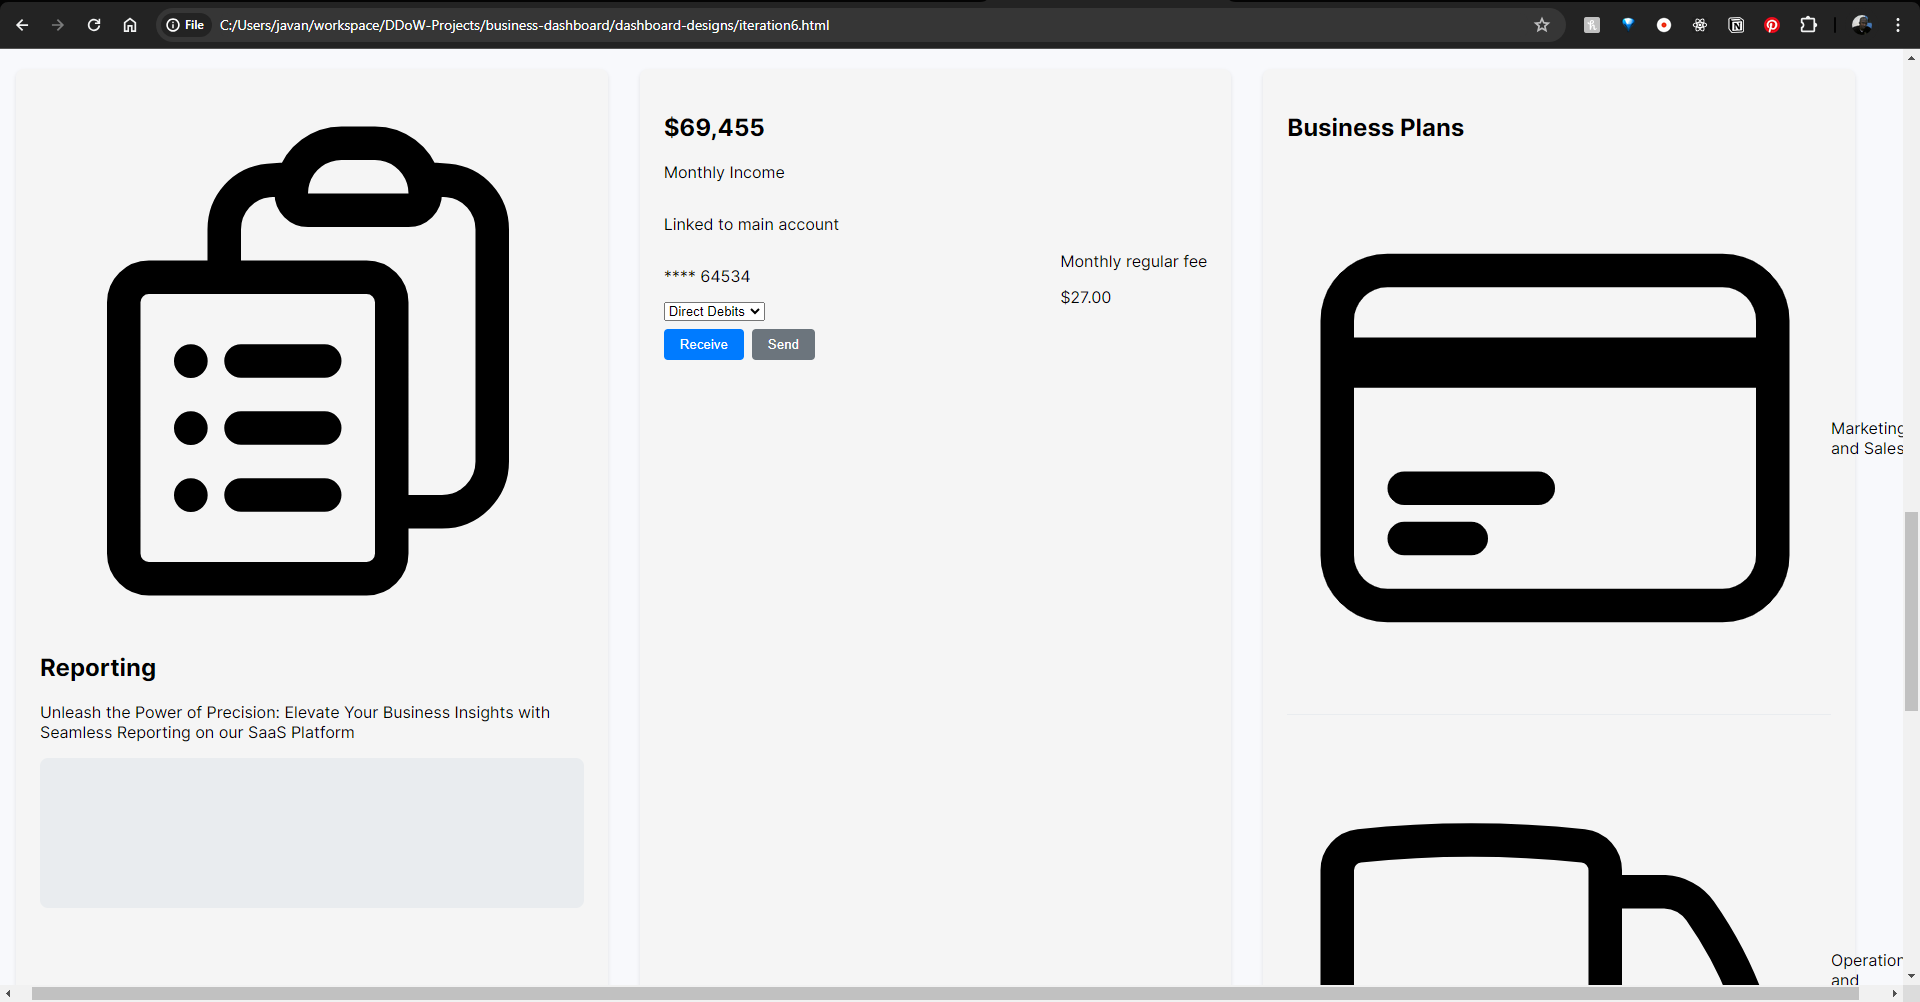 File
C:/Users/javan/workspace/DDoW-Projects/business-dashboard/dashboard-designs/iteration6.html
Reporting
Unleash the Power of Precision: Elevate Your Business Insights with
Seamless Reporting on our SaaS Platform
$69,455
Monthly Income
Linked to main account
**** 64534
Direct Debits
Receive
Send
Monthly regular fee
$27.00
Business Plans
Marketing
and Sales
Operation
and